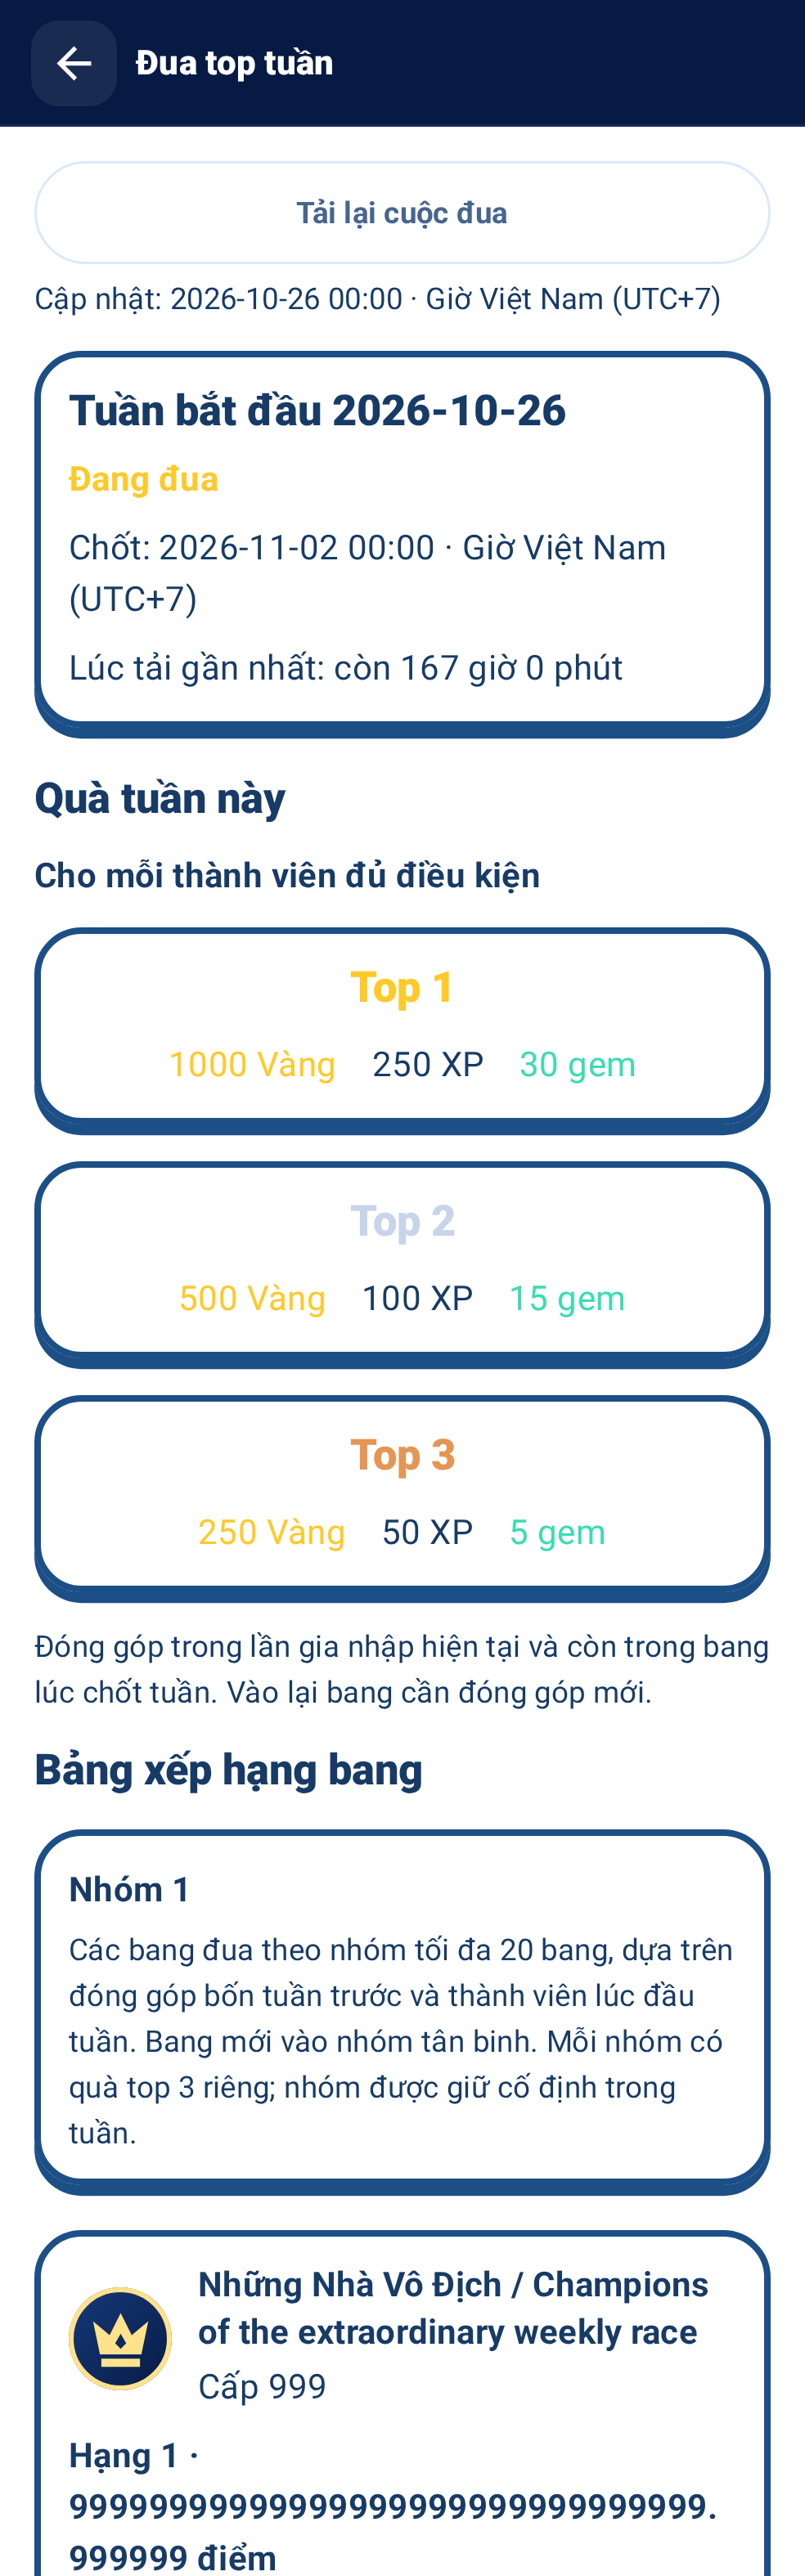 Đua top tuần
Tải lại cuộc đua
Cập nhật: 2026-10-26 00:00 · Giờ Việt Nam (UTC+7)
Tuần bắt đầu 2026-10-26
Đang đua
Chốt: 2026-11-02 00:00 · Giờ Việt Nam
(UTC+7)
Lúc tải gần nhất: còn 167 giờ 0 phút
Quà tuần này
Cho mỗi thành viên đủ điều kiện
Top 1
1000 Vàng 250 XP 30 gem
Top 2
500 Vàng 100 XP 15 gem
Top 3
250 Vàng 50 XP 5 gem
Đóng góp trong lần gia nhập hiện tại và còn trong bang
lúc chốt tuần. Vào lại bang cần đóng góp mới.
Bảng xếp hạng bang
Nhóm 1
Các bang đua theo nhóm tối đa 20 bang, dựa trên
đóng góp bốn tuần trước và thành viên lúc đầu
tuần. Bang mới vào nhóm tân binh. Mỗi nhóm có
quà top 3 riêng; nhóm được giữ cố định trong
tuần.
Những Nhà Vô Địch / Champions
of the extraordinary weekly race
Cấp 999
Hạng 1 ·
99999999999999999999999999999999.
999999 điểm